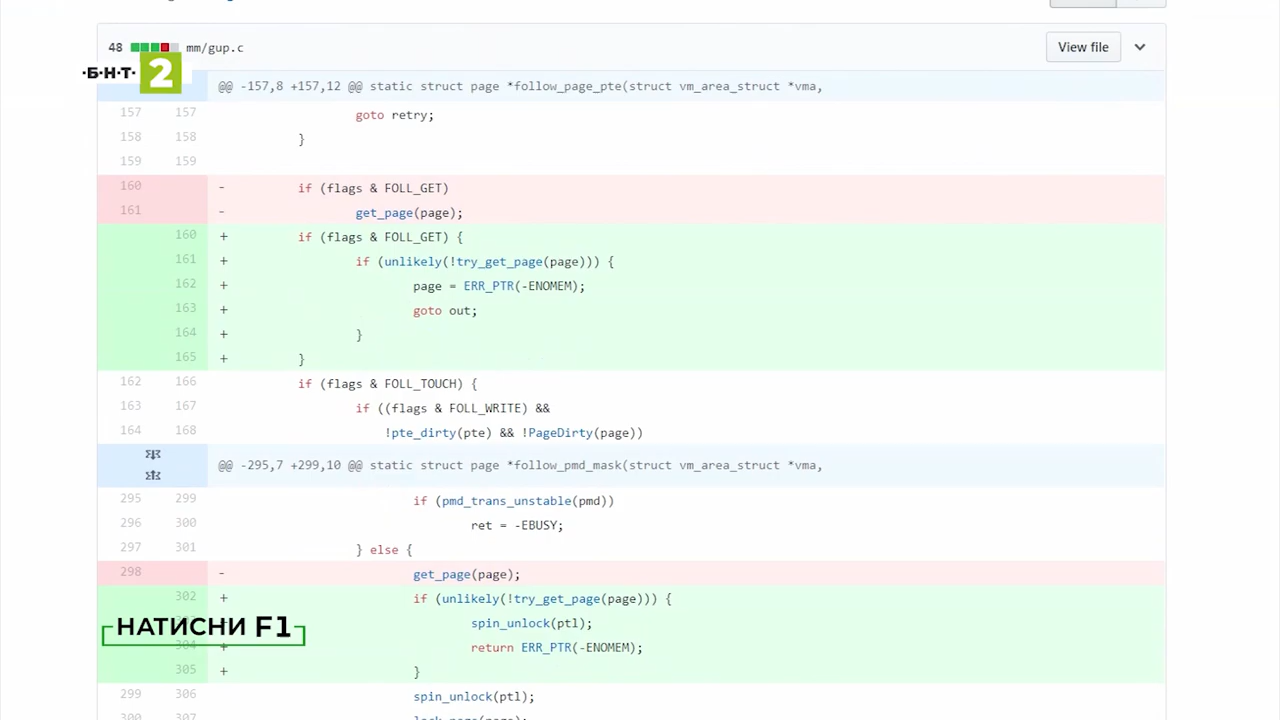 48 mm/gup.c View file
·Б·Н·Т· 2
@@ -157,8 +157,12 @@ static struct page *follow_page_pte(struct vm_area_struct *vma,
157 157 goto retry;
158 158 }
159 159
160 - if (flags & FOLL_GET)
161 - get_page(page);
160 + if (flags & FOLL_GET) {
161 + if (unlikely(!try_get_page(page))) {
162 + page = ERR_PTR(-ENOMEM);
163 + goto out;
164 + }
165 + }
162 166 if (flags & FOLL_TOUCH) {
163 167 if ((flags & FOLL_WRITE) &&
164 168 !pte_dirty(pte) && !PageDirty(page))
@@ -295,7 +299,10 @@ static struct page *follow_pmd_mask(struct vm_area_struct *vma,
295 299 if (pmd_trans_unstable(pmd))
296 300 ret = -EBUSY;
297 301 } else {
298 - get_page(page);
302 + if (unlikely(!try_get_page(page))) {
spin_unlock(ptl);
НАТИСНИ F1
304 + return ERR_PTR(-ENOMEM);
305 + }
299 306 spin_unlock(ptl);
300 307 lock_page(page);